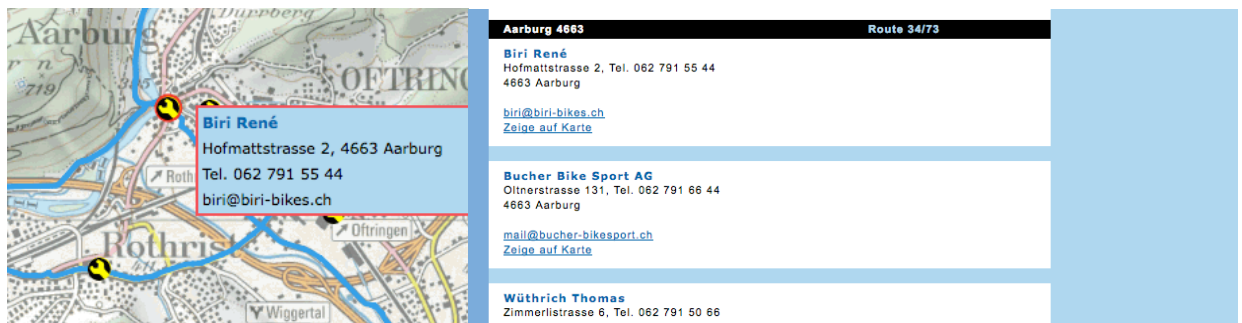 Aarburg
Durrberg
719
395
OFTRING
Biri René
Hofmattstrasse 2, 4663 Aarburg
Tel. 062 791 55 44
biri@biri-bikes.ch
Roth
Oftringen
Rothrist
411
Wiggertal
Aarburg 4663 Route 34/73
Biri René
Hofmattstrasse 2, Tel. 062 791 55 44
4663 Aarburg
biri@biri-bikes.ch
Zeige auf Karte
Bucher Bike Sport AG
Oltnerstrasse 131, Tel. 062 791 66 44
4663 Aarburg
mail@bucher-bikesport.ch
Zeige auf Karte
Wüthrich Thomas
Zimmerlistrasse 6, Tel. 062 791 50 66